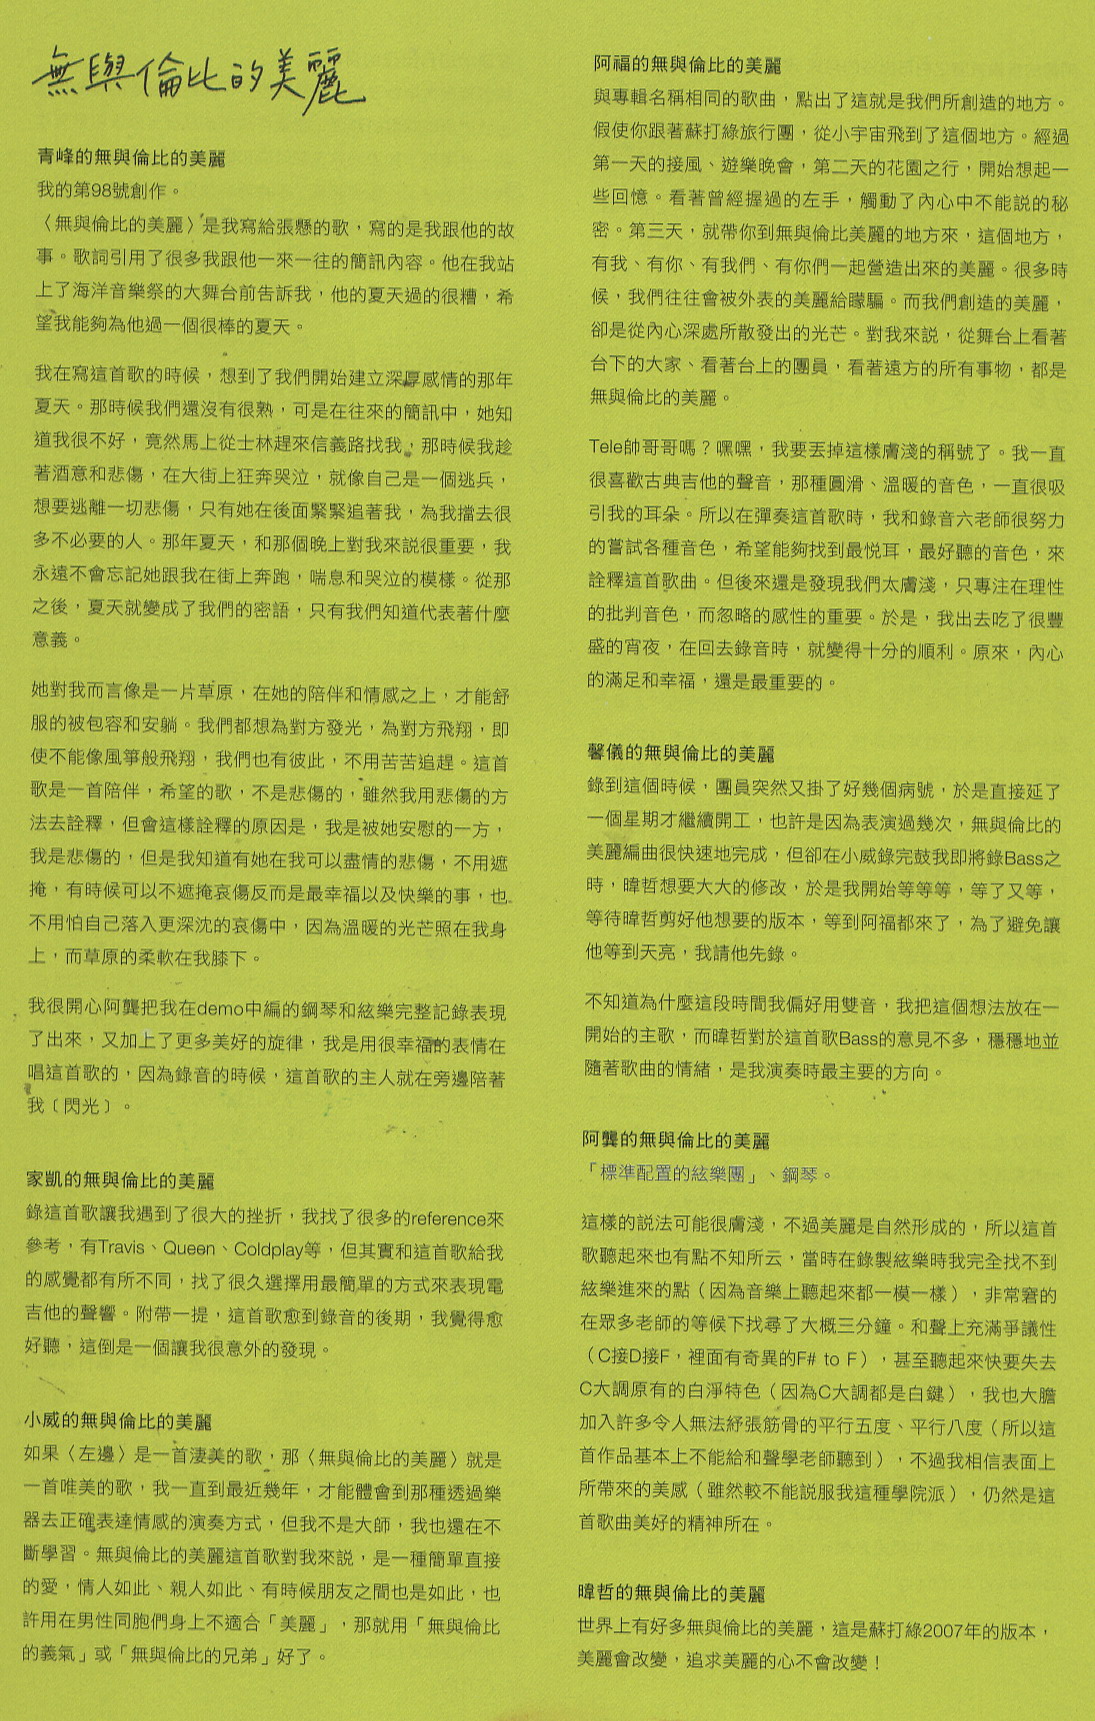 無與倫比的美麗
青峰的無與倫比的美麗
我的第98號創作。
〈無與倫比的美麗〉是我寫給張懸的歌，寫的是我跟他的故
事。歌詞引用了很多我跟他一來一往的簡訊內容。他在我站
上了海洋音樂祭的大舞台前告訴我，他的夏天過的很糟，希
望我能夠為他過一個很棒的夏天。
我在寫這首歌的時候，想到了我們開始建立深厚感情的那年
夏天。那時候我們還沒有很熟，可是在往來的簡訊中，她知
道我很不好，竟然馬上從士林趕來信義路找我，那時候我趁
著酒意和悲傷，在大街上狂奔哭泣，就像自己是一個逃兵，
想要逃離一切悲傷，只有她在後面緊緊追著我，為我擋去很
多不必要的人。那年夏天，和那個晚上對我來說很重要，我
永遠不會忘記她跟我在街上奔跑，喘息和哭泣的模樣。從那
之後，夏天就變成了我們的密語，只有我們知道代表著什麼
意義。
她對我而言像是一片草原，在她的陪伴和情感之上，才能舒
服的被包容和安躺。我們都想為對方發光，為對方飛翔，即
使不能像風箏般飛翔，我們也有彼此，不用苦苦追趕。這首
歌是一首陪伴，希望的歌，不是悲傷的，雖然我用悲傷的方
法去詮釋，但會這樣詮釋的原因是，我是被她安慰的一方，
我是悲傷的，但是我知道有她在我可以盡情的悲傷，不用遮
掩，有時候可以不遮掩哀傷反而是最幸福以及快樂的事，也
不用怕自己落入更深沈的哀傷中，因為溫暖的光芒照在我身
上，而草原的柔軟在我膝下。
我很開心阿龔把我在demo中編的鋼琴和絃樂完整記錄表現
了出來，又加上了更多美好的旋律，我是用很幸福的表情在
唱這首歌的，因為錄音的時候，這首歌的主人就在旁邊陪著
我〔閃光〕。
家凱的無與倫比的美麗
錄這首歌讓我遇到了很大的挫折，我找了很多的reference來
參考，有Travis、Queen、Coldplay等，但其實和這首歌給我
的感覺都有所不同，找了很久選擇用最簡單的方式來表現電
吉他的聲響。附帶一提，這首歌愈到錄音的後期，我覺得愈
好聽，這倒是一個讓我很意外的發現。
小威的無與倫比的美麗
如果〈左邊〉是一首淒美的歌，那〈無與倫比的美麗〉就是
一首唯美的歌，我一直到最近幾年，才能體會到那種透過樂
器去正確表達情感的演奏方式，但我不是大師，我也還在不
斷學習。無與倫比的美麗這首歌對我來說，是一種簡單直接
的愛，情人如此、親人如此、有時候朋友之間也是如此，也
許用在男性同胞們身上不適合「美麗」，那就用「無與倫比
的義氣」或「無與倫比的兄弟」好了。
阿福的無與倫比的美麗
與專輯名稱相同的歌曲，點出了這就是我們所創造的地方。
假使你跟著蘇打綠旅行團，從小宇宙飛到了這個地方。經過
第一天的接風、遊樂晚會，第二天的花園之行，開始想起一
些回憶。看著曾經握過的左手，觸動了內心中不能說的秘
密。第三天，就帶你到無與倫比美麗的地方來，這個地方，
有我、有你、有我們、有你們一起營造出來的美麗。很多時
候，我們往往會被外表的美麗給矇騙。而我們創造的美麗，
卻是從內心深處所散發出的光芒。對我來說，從舞台上看著
台下的大家、看著台上的團員，看著遠方的所有事物，都是
無與倫比的美麗。
Tele帥哥哥嗎？嘿嘿，我要丟掉這樣膚淺的稱號了。我一直
很喜歡古典吉他的聲音，那種圓滑、溫暖的音色，一直很吸
引我的耳朵。所以在彈奏這首歌時，我和錄音六老師很努力
的嘗試各種音色，希望能夠找到最悅耳，最好聽的音色，來
詮釋這首歌曲。但後來還是發現我們太膚淺，只專注在理性
的批判音色，而忽略的感性的重要。於是，我出去吃了很豐
盛的宵夜，在回去錄音時，就變得十分的順利。原來，內心
的滿足和幸福，還是最重要的。
馨儀的無與倫比的美麗
錄到這個時候，團員突然又掛了好幾個病號，於是直接延了
一個星期才繼續開工，也許是因為表演過幾次，無與倫比的
美麗編曲很快速地完成，但卻在小威錄完鼓我即將錄Bass之
時，暐哲想要大大的修改，於是我開始等等等，等了又等，
等待暐哲剪好他想要的版本，等到阿福都來了，為了避免讓
他等到天亮，我請他先錄。
不知道為什麼這段時間我偏好用雙音，我把這個想法放在一
開始的主歌，而暐哲對於這首歌Bass的意見不多，穩穩地並
隨著歌曲的情緒，是我演奏時最主要的方向。
阿龔的無與倫比的美麗
「標準配置的絃樂團」、鋼琴。
這樣的說法可能很膚淺，不過美麗是自然形成的，所以這首
歌聽起來也有點不知所云，當時在錄製絃樂時我完全找不到
絃樂進來的點（因為音樂上聽起來都一模一樣），非常窘的
在眾多老師的等候下找尋了大概三分鐘。和聲上充滿爭議性
（C接D接F，裡面有奇異的F# to F），甚至聽起來快要失去
C大調原有的白淨特色（因為C大調都是白鍵），我也大膽
加入許多令人無法紓張筋骨的平行五度、平行八度（所以這
首作品基本上不能給和聲學老師聽到），不過我相信表面上
所帶來的美感（雖然較不能說服我這種學院派），仍然是這
首歌曲美好的精神所在。
暐哲的無與倫比的美麗
世界上有好多無與倫比的美麗，這是蘇打綠2007年的版本，
美麗會改變，追求美麗的心不會改變！